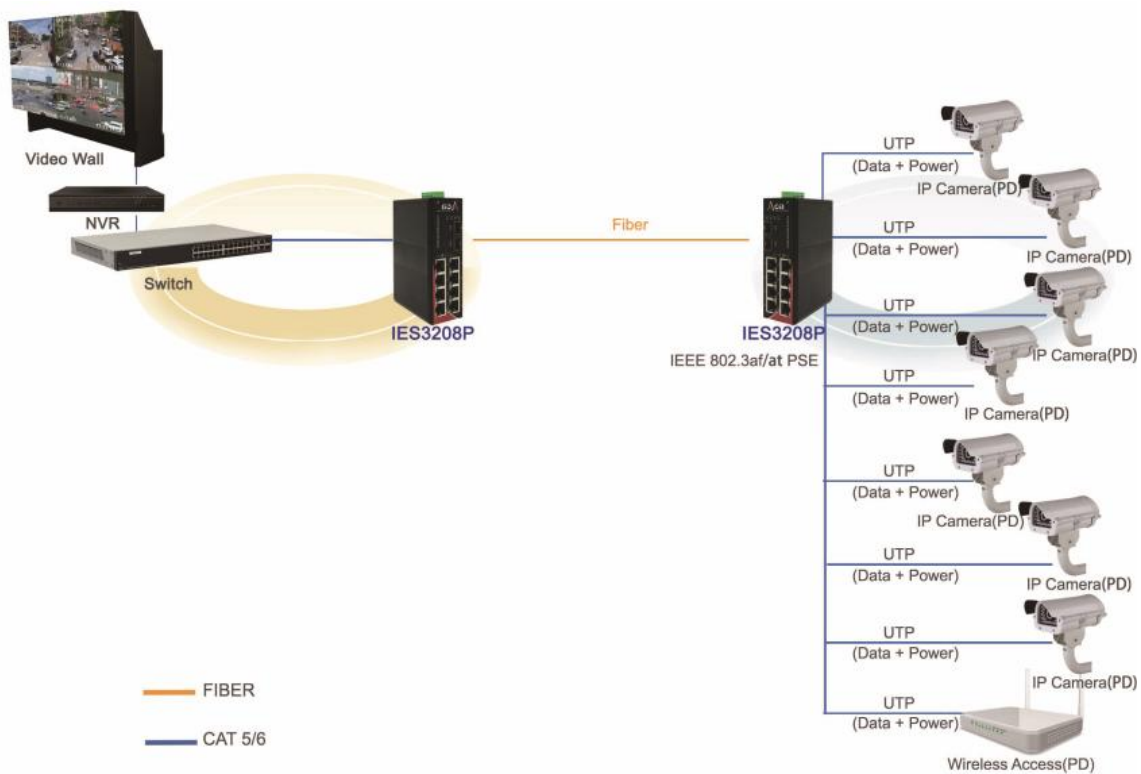 Video Wall
NVR
Switch
IES3208P
Fiber
IES3208P
IEEE 802.3af/at PSE
UTP
(Data + Power)
IP Camera(PD)
UTP
(Data + Power)
IP Camera(PD)
UTP
(Data + Power)
IP Camera(PD)
UTP
(Data + Power)
IP Camera(PD)
UTP
(Data + Power)
IP Camera(PD)
UTP
(Data + Power)
IP Camera(PD)
UTP
(Data + Power)
IP Camera(PD)
UTP
(Data + Power)
Wireless Access(PD)
FIBER
CAT 5/6